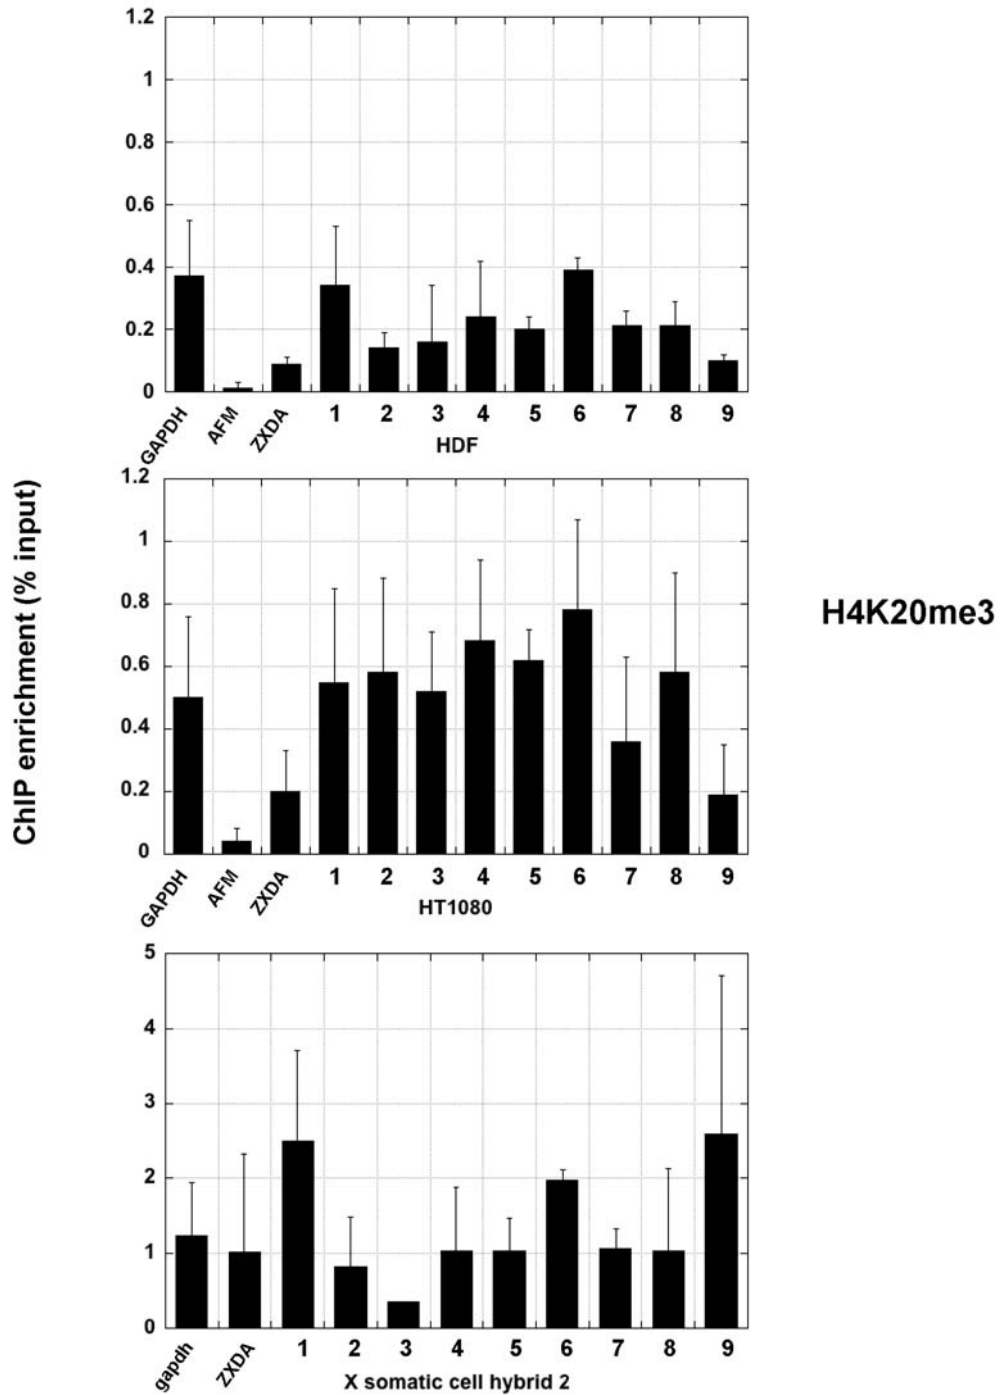 1.2
1
0.8
0.6
0.4
0.2
0
GAPDH AFM ZXDA 1 2 3 4 5 6 7 8 9
HDF
1.2
1
0.8
0.6
0.4
0.2
0
GAPDH AFM ZXDA 1 2 3 4 5 6 7 8 9
HT1080
5
4
3
2
1
0
gapdh ZXDA 1 2 3 4 5 6 7 8 9
X somatic cell hybrid 2
ChIP enrichment (% input)
H4K20me3